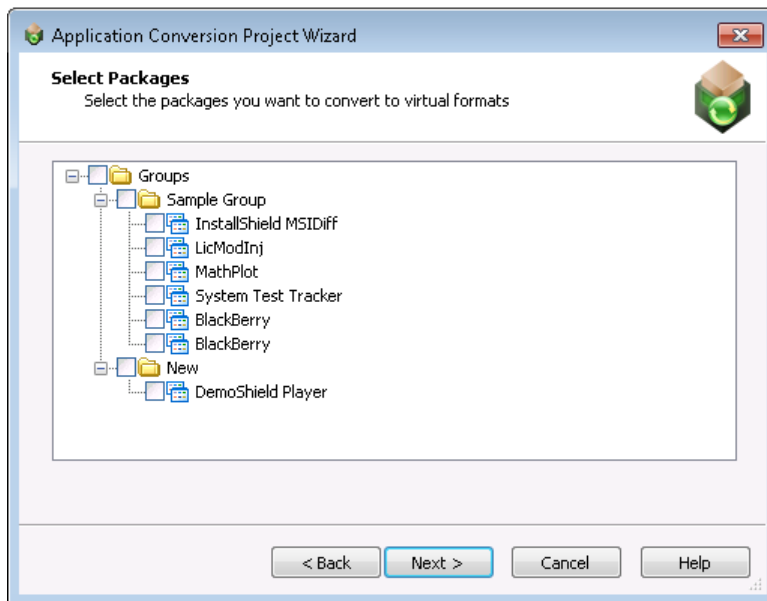 Application Conversion Project Wizard
Select Packages
Select the packages you want to convert to virtual formats
Groups
Sample Group
InstallShield MSIDiff
LicModInj
MathPlot
System Test Tracker
BlackBerry
BlackBerry
New
DemoShield Player
< Back Next > Cancel Help